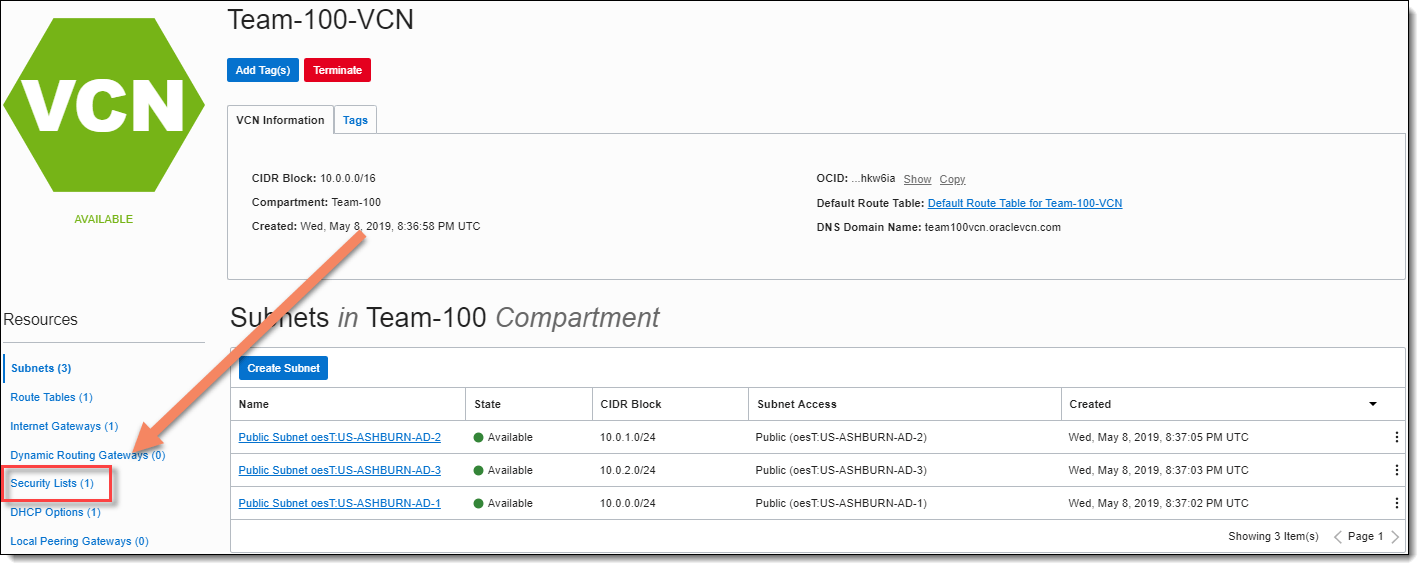 Team-100-VCN
VCN
Add Tag(s) Terminate
VCN Information Tags
CIDR Block: 10.0.0.0/16
Compartment: Team-100
Created: Wed, May 8, 2019, 8:36:58 PM UTC
OCID: ...hkw6ia Show Copy
Default Route Table: Default Route Table for Team-100-VCN
DNS Domain Name: team100vcn.oraclevcn.com
AVAILABLE
Resources
Subnets (3)
Route Tables (1)
Internet Gateways (1)
Dynamic Routing Gateways (0)
Security Lists (1)
DHCP Options (1)
Local Peering Gateways (0)
Subnets in Team-100 Compartment
Create Subnet
Name State CIDR Block Subnet Access Created
Public Subnet oesT:US-ASHBURN-AD-2 Available 10.0.1.0/24 Public (oesT:US-ASHBURN-AD-2) Wed, May 8, 2019, 8:37:05 PM UTC
Public Subnet oesT:US-ASHBURN-AD-3 Available 10.0.2.0/24 Public (oesT:US-ASHBURN-AD-3) Wed, May 8, 2019, 8:37:03 PM UTC
Public Subnet oesT:US-ASHBURN-AD-1 Available 10.0.0.0/24 Public (oesT:US-ASHBURN-AD-1) Wed, May 8, 2019, 8:37:02 PM UTC
Showing 3 Item(s) Page 1